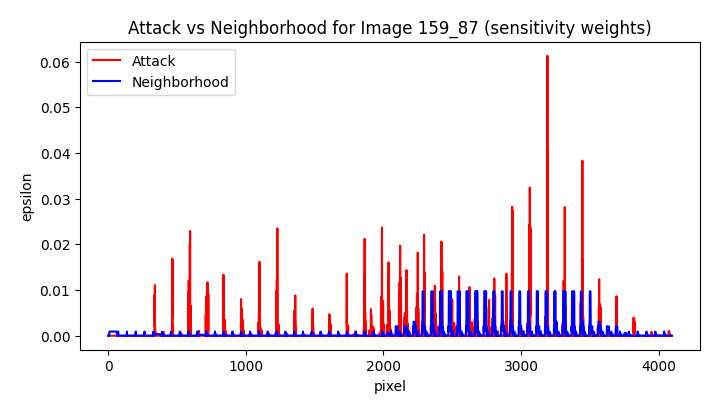 Attack vs Neighborhood for Image 159_87 (sensitivity weights)
Attack
Neighborhood
0.06
0.05
0.04
0.03
0.02
0.01
0.00
epsilon
0
1000
2000
3000
4000
pixel